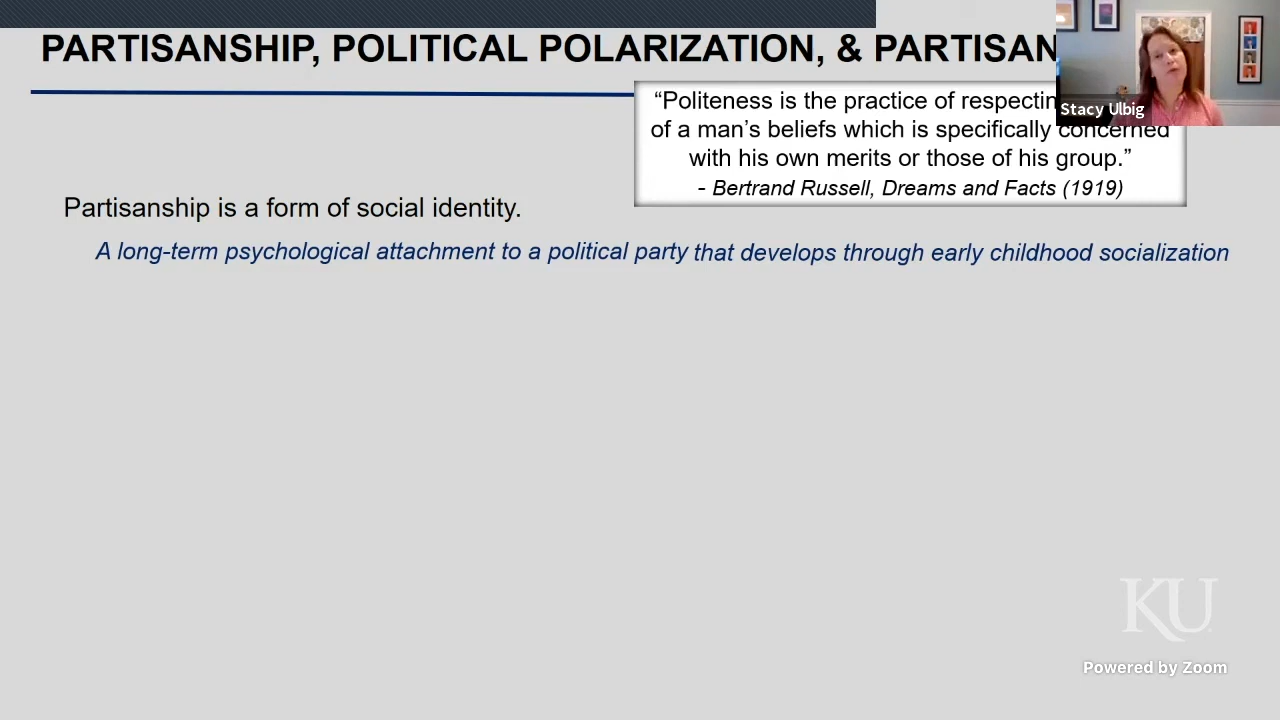 PARTISANSHIP, POLITICAL POLARIZATION, & PARTISAN
Stacy Ulbig
“Politeness is the practice of respectin
of a man’s beliefs which is specifically concerned
with his own merits or those of his group.”
- Bertrand Russell, Dreams and Facts (1919)
Partisanship is a form of social identity.
A long-term psychological attachment to a political party that develops through early childhood socialization
KU
Powered by Zoom